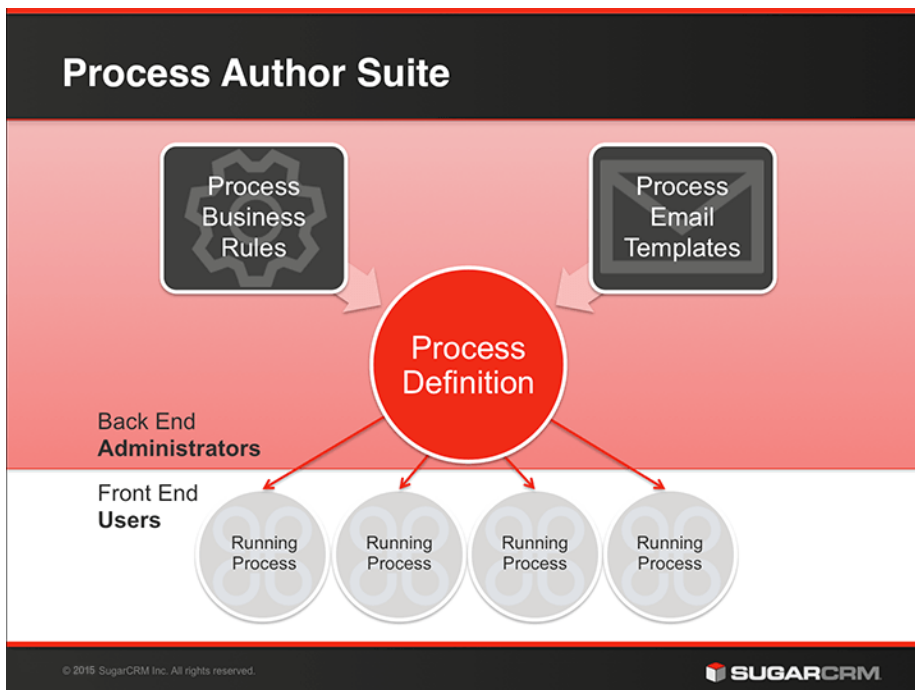 Process Author Suite
Process
Business
Rules
Process
Email
Templates
Process
Definition
Back End
Administrators
Front End
Users
Running
Process
Running
Process
Running
Process
Running
Process
© 2015 SugarCRM Inc. All rights reserved.
SUGARCRM